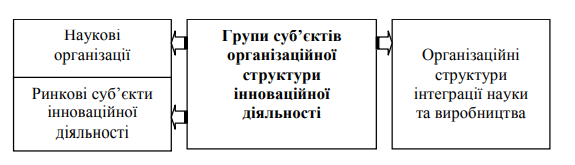 Наукові
організації
Ринкові суб’єкти
інноваційної
діяльності
Групи суб’єктів
організаційної
структури
інноваційної
діяльності
Організаційні
структури
інтеграції науки
та виробництва